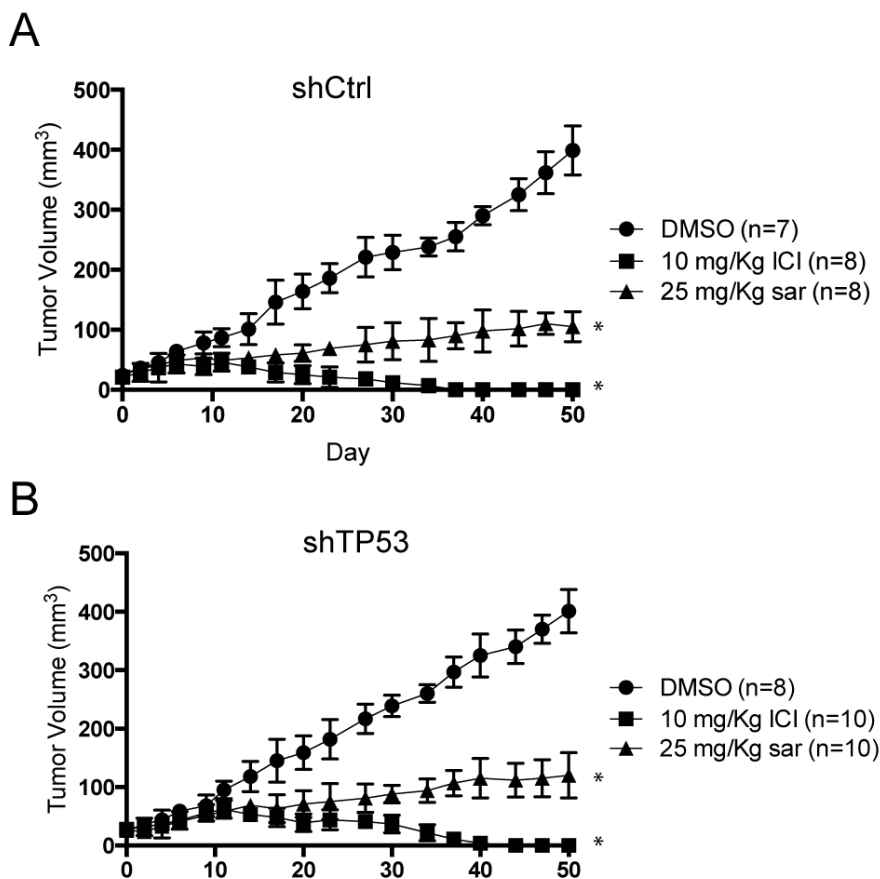 A
shCtrl
500
400
300
200
100
0
Tumor Volume (mm³)
0 10 20 30 40 50
Day
DMSO (n=7)
10 mg/Kg ICI (n=8)
25 mg/Kg sar (n=8)
*
*
B
shTP53
500
400
300
200
100
0
Tumor Volume (mm³)
0 10 20 30 40 50
DMSO (n=8)
10 mg/Kg ICI (n=10)
25 mg/Kg sar (n=10)
*
*